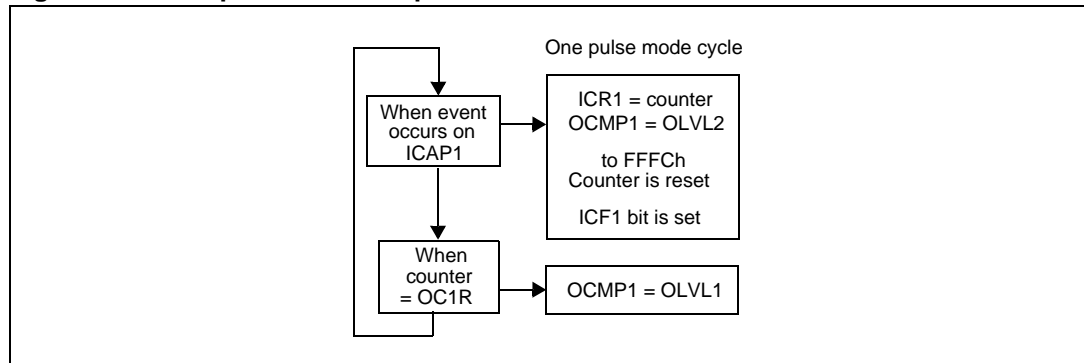 One pulse mode cycle
When event
occurs on
ICAP1
ICR1 = counter
OCMP1 = OLVL2
to FFFCh
Counter is reset
ICF1 bit is set
When
counter
= OC1R
OCMP1 = OLVL1